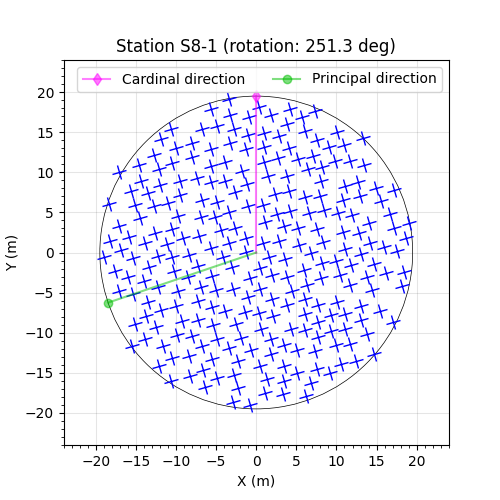 Station S8-1 (rotation: 251.3 deg)
Cardinal direction Principal direction
20
15
10
5
0
−5
−10
−15
−20
Y (m)
−20 −15 −10 −5 0 5 10 15 20
X (m)